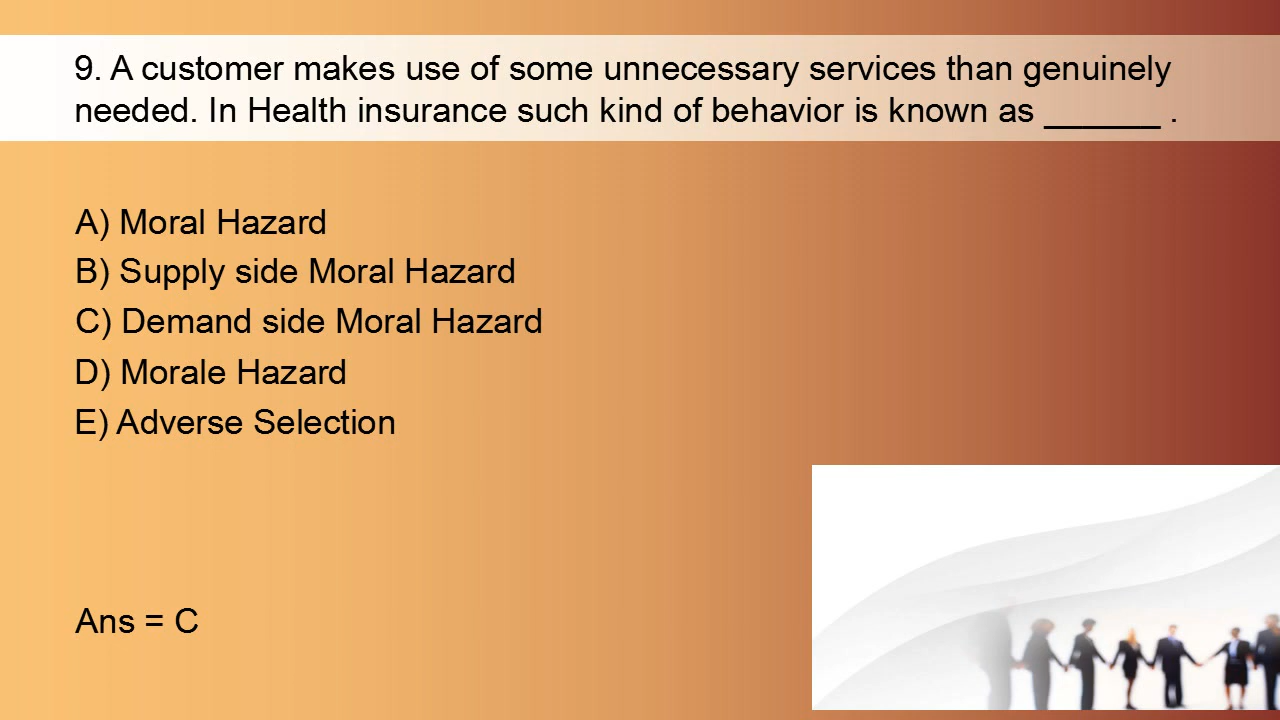 9. A customer makes use of some unnecessary services than genuinely
needed. In Health insurance such kind of behavior is known as ______ .
A) Moral Hazard
B) Supply side Moral Hazard
C) Demand side Moral Hazard
D) Morale Hazard
E) Adverse Selection
Ans = C